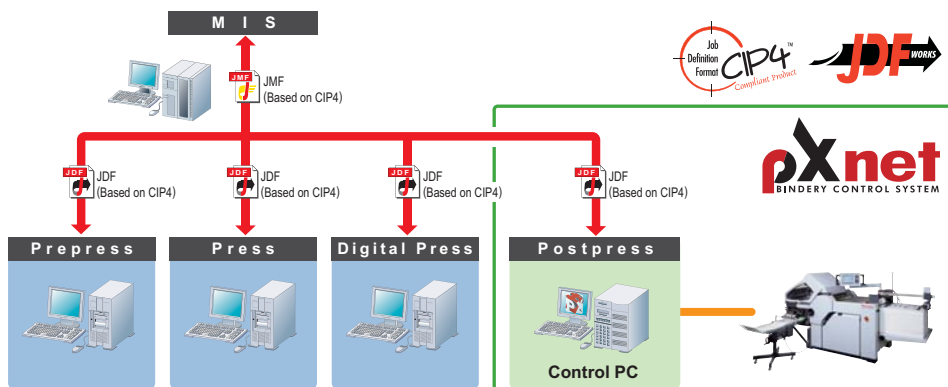 M I S
JMF
JMF
(Based on CIP4)
Job
Definition
Format
CIP4™
Compliant Product
JDF WORKS
pXnet
BINDERY CONTROL SYSTEM
JDF
JDF
(Based on CIP4)
JDF
JDF
(Based on CIP4)
JDF
JDF
(Based on CIP4)
JDF
JDF
(Based on CIP4)
Prepress
Press
Digital Press
Postpress
Control PC